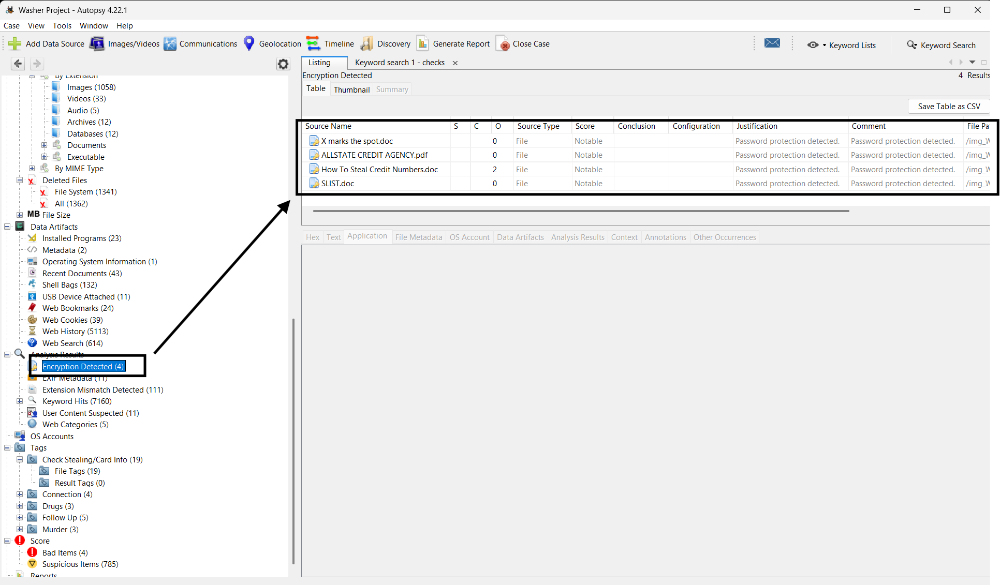 Washer Project - Autopsy 4.22.1
Case View Tools Window Help
Add Data Source Images/Videos Communications Geolocation Timeline Discovery Generate Report Close Case Keyword Lists Keyword Search
Listing Keyword search 1 - checks
Encryption Detected 4 Results
Table Thumbnail Summary
Save Table as CSV
Source Name S C O Source Type Score Conclusion Configuration Justification Comment File Pa
X marks the spot.doc 0 File Notable Password protection detected. Password protection detected. /img_W
ALLSTATE CREDIT AGENCY.pdf 0 File Notable Password protection detected. Password protection detected. /img_W
How To Steal Credit Numbers.doc 2 File Notable Password protection detected. Password protection detected. /img_W
SLIST.doc 0 File Notable Password protection detected. Password protection detected. /img_W
Hex Text Application File Metadata OS Account Data Artifacts Analysis Results Context Annotations Other Occurrences
By Extension
Images (1058)
Videos (33)
Audio (5)
Archives (12)
Databases (12)
Documents
Executable
By MIME Type
Deleted Files
File System (1341)
All (1362)
MB File Size
Data Artifacts
Installed Programs (23)
Metadata (2)
Operating System Information (1)
Recent Documents (43)
Shell Bags (132)
USB Device Attached (11)
Web Bookmarks (24)
Web Cookies (39)
Web History (5113)
Web Search (614)
Analysis Results
Encryption Detected (4)
EXIF Metadata (11)
Extension Mismatch Detected (111)
Keyword Hits (7160)
User Content Suspected (11)
Web Categories (5)
OS Accounts
Tags
Check Stealing/Card Info (19)
File Tags (19)
Result Tags (0)
Connection (4)
Drugs (3)
Follow Up (5)
Murder (3)
Score
Bad Items (4)
Suspicious Items (785)
Reports